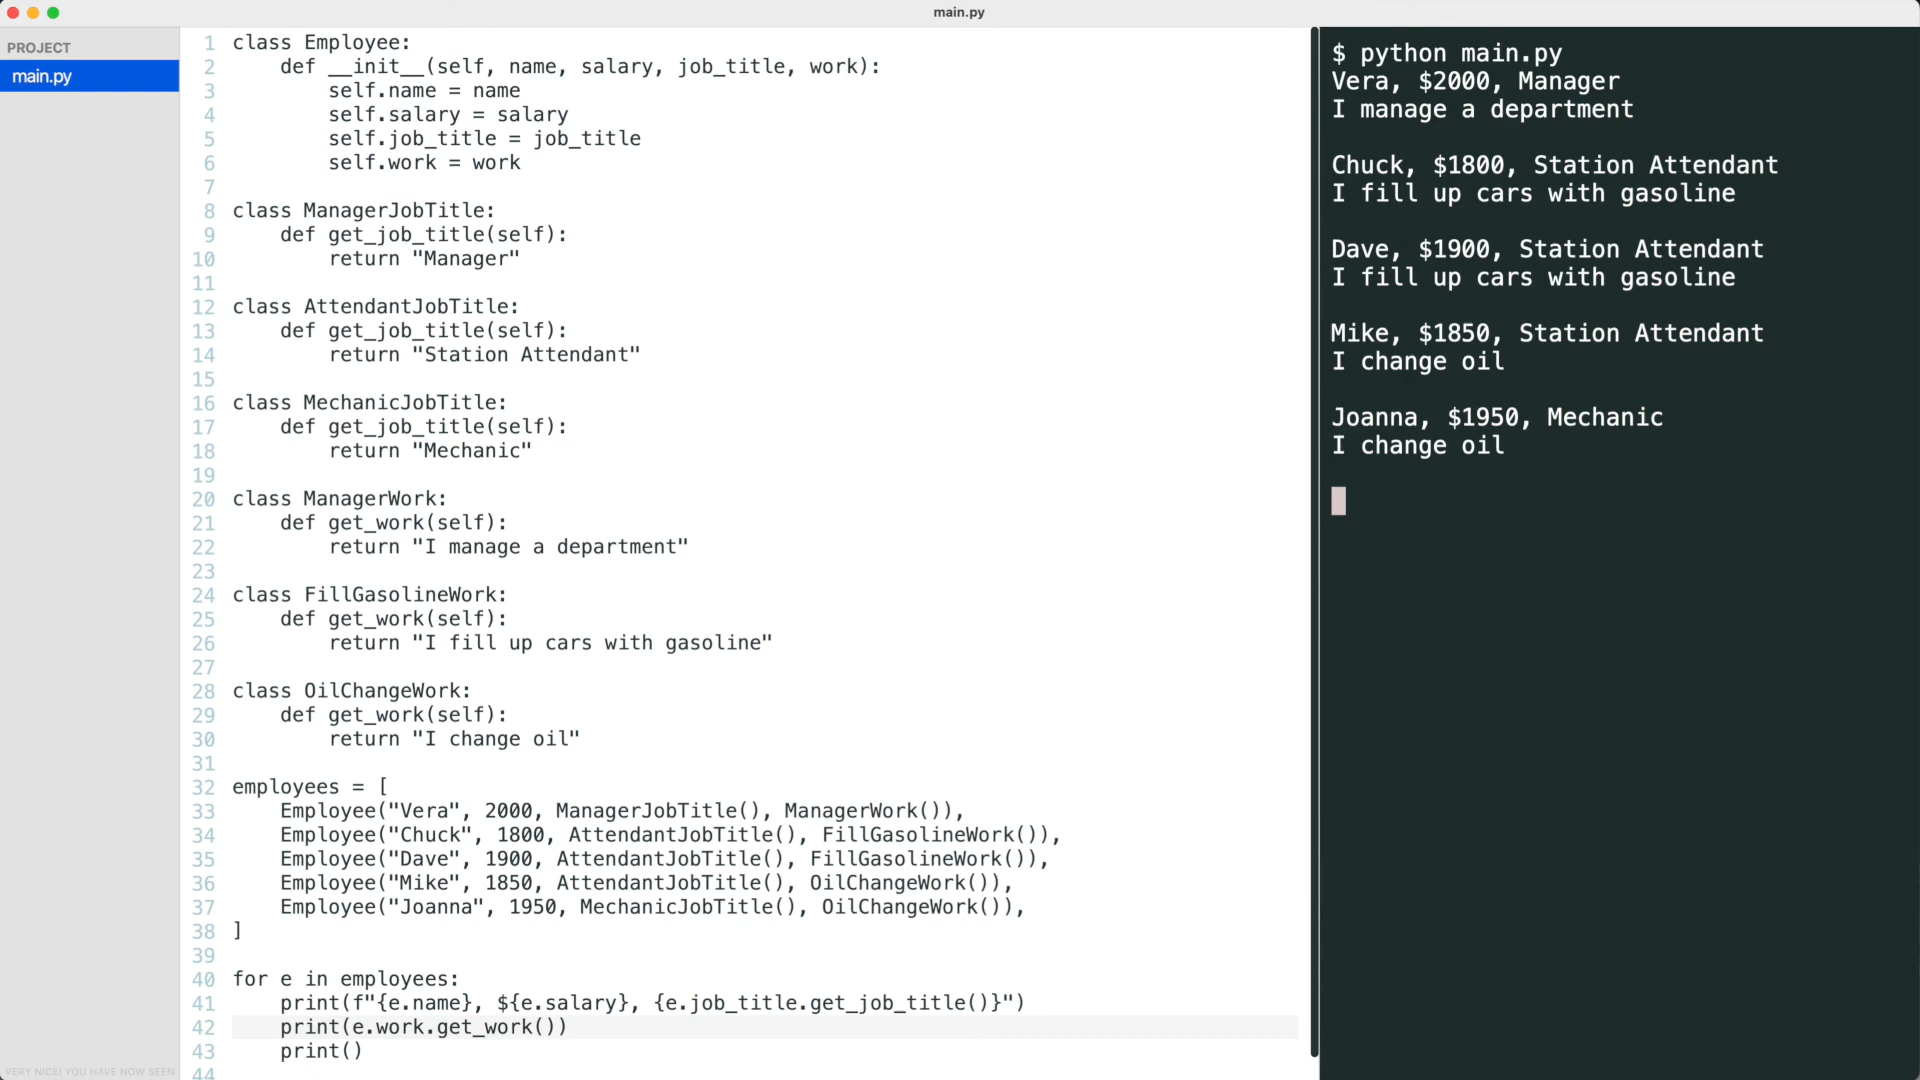 main.py
PROJECT
main.py
1 class Employee:
2     def __init__(self, name, salary, job_title, work):
3         self.name = name
4         self.salary = salary
5         self.job_title = job_title
6         self.work = work
7
8 class ManagerJobTitle:
9     def get_job_title(self):
10         return "Manager"
11
12 class AttendantJobTitle:
13     def get_job_title(self):
14         return "Station Attendant"
15
16 class MechanicJobTitle:
17     def get_job_title(self):
18         return "Mechanic"
19
20 class ManagerWork:
21     def get_work(self):
22         return "I manage a department"
23
24 class FillGasolineWork:
25     def get_work(self):
26         return "I fill up cars with gasoline"
27
28 class OilChangeWork:
29     def get_work(self):
30         return "I change oil"
31
32 employees = [
33     Employee("Vera", 2000, ManagerJobTitle(), ManagerWork()),
34     Employee("Chuck", 1800, AttendantJobTitle(), FillGasolineWork()),
35     Employee("Dave", 1900, AttendantJobTitle(), FillGasolineWork()),
36     Employee("Mike", 1850, AttendantJobTitle(), OilChangeWork()),
37     Employee("Joanna", 1950, MechanicJobTitle(), OilChangeWork()),
38 ]
39
40 for e in employees:
41     print(f"{e.name}, ${e.salary}, {e.job_title.get_job_title()}")
42     print(e.work.get_work())
43     print()
44
VERY NICE! YOU HAVE NOW SEEN
$ python main.py
Vera, $2000, Manager
I manage a department
Chuck, $1800, Station Attendant
I fill up cars with gasoline
Dave, $1900, Station Attendant
I fill up cars with gasoline
Mike, $1850, Station Attendant
I change oil
Joanna, $1950, Mechanic
I change oil